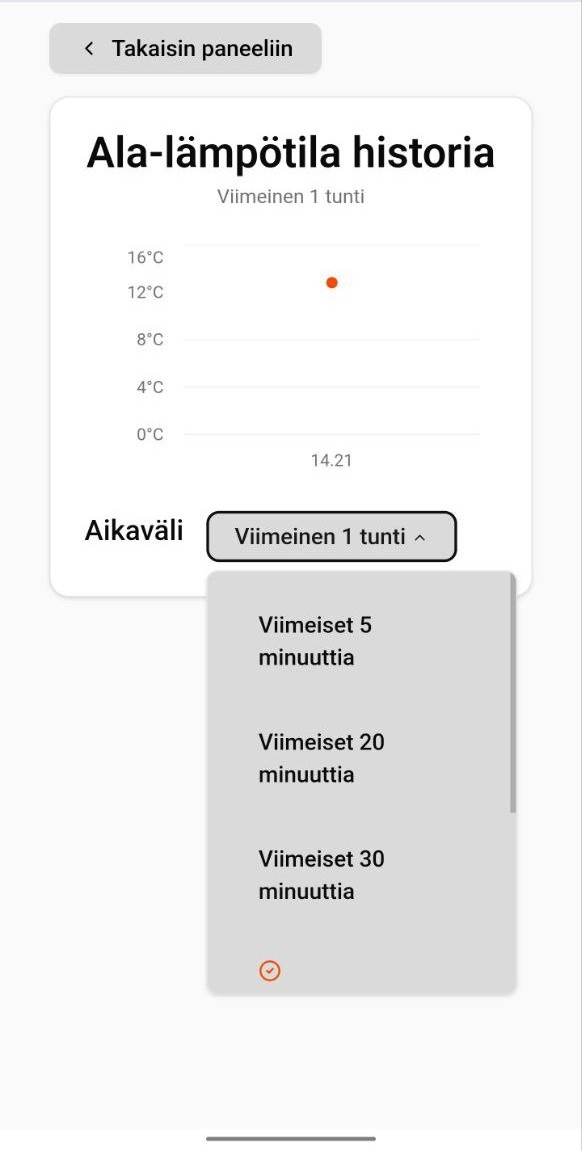 Takaisin paneeliin
Ala-lämpötila historia
Viimeinen 1 tunti
16°C
12°C
8°C
4°C
0°C
14.21
Aikaväli
Viimeinen 1 tunti
Viimeiset 5
minuuttia
Viimeiset 20
minuuttia
Viimeiset 30
minuuttia